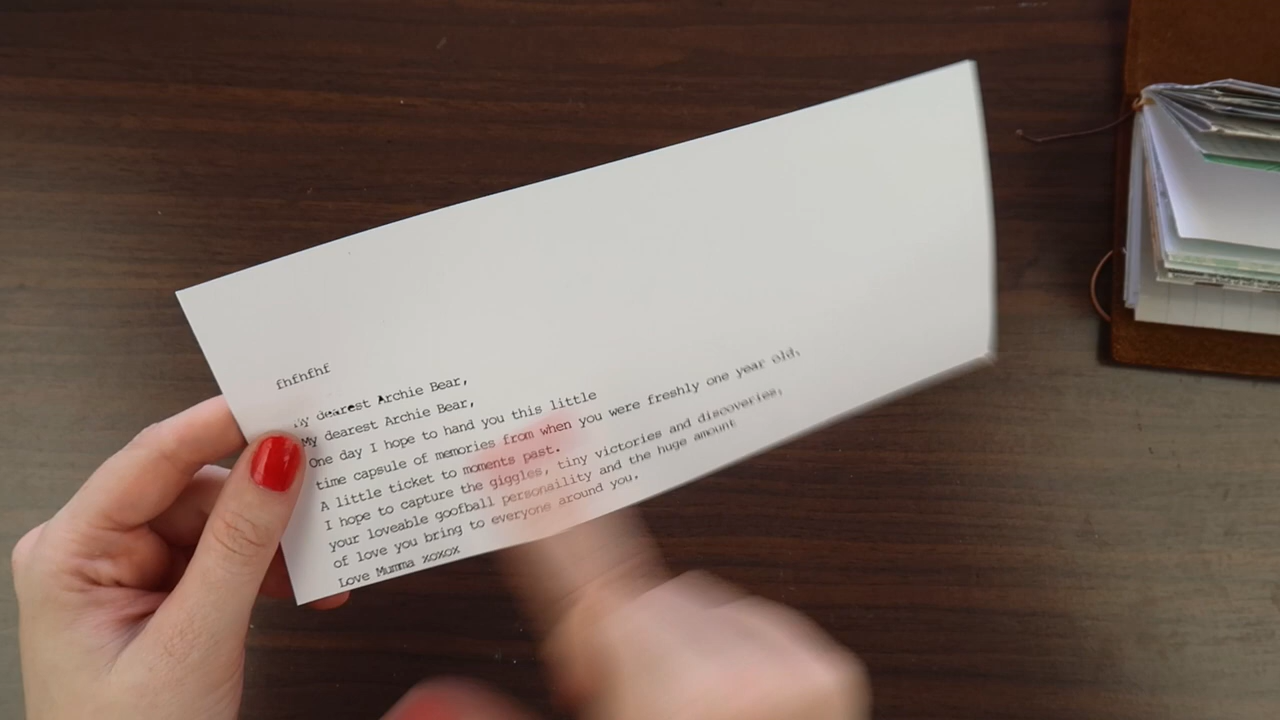 fhfhfhf
My dearest Archie Bear,
My dearest Archie Bear,
One day I hope to hand you this little
time capsule of memories from when you were freshly one year old,
A little ticket to moments past.
I hope to capture the giggles, tiny victories and discoveries,
your loveable goofball personaility and the huge amount
of love you bring to everyone around you.
Love Mumma xoxox